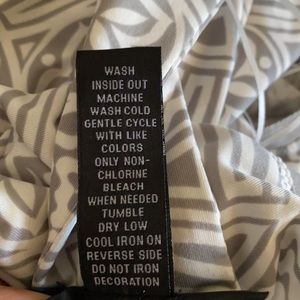 WASH
INSIDE OUT
MACHINE
WASH COLD
GENTLE CYCLE
WITH LIKE
COLORS
ONLY NON-
CHLORINE
BLEACH
WHEN NEEDED
TUMBLE
DRY LOW
COOL IRON ON
REVERSE SIDE
DO NOT IRON
DECORATION